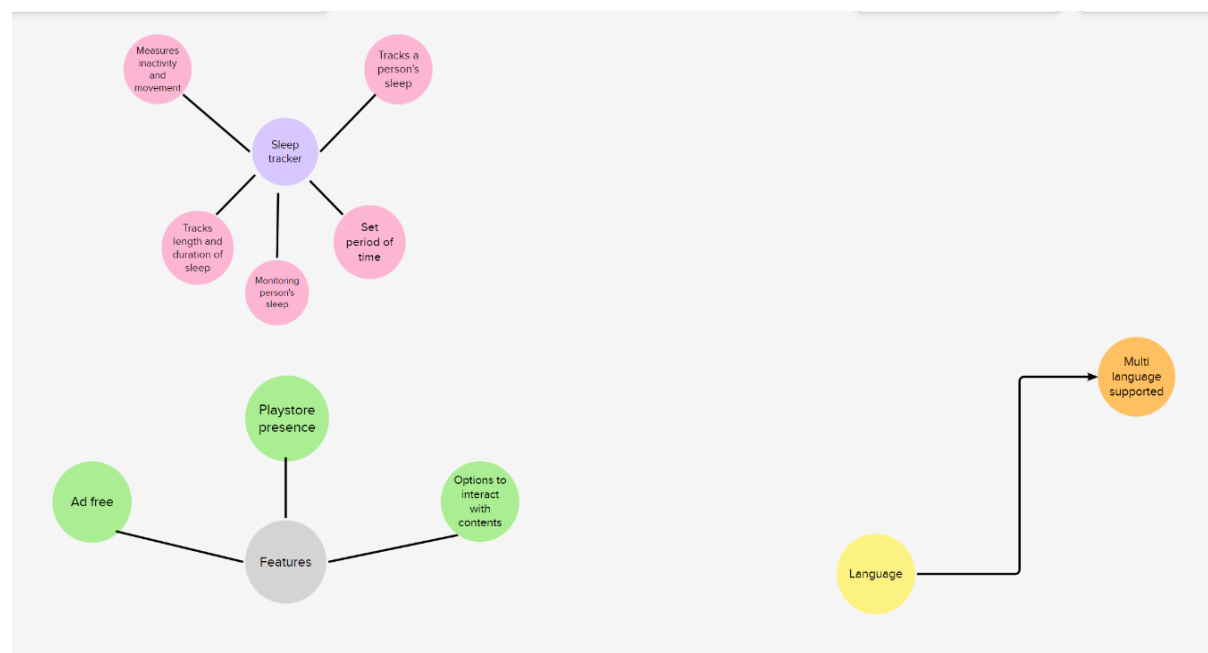 Measures
inactivity
and
movement
Tracks a
person's
sleep
Sleep
tracker
Tracks
length and
duration of
sleep
Set
period of
time
Monitoring
person's
sleep
Playstore
presence
Ad free
Options to
interact
with
contents
Features
Multi
language
supported
Language